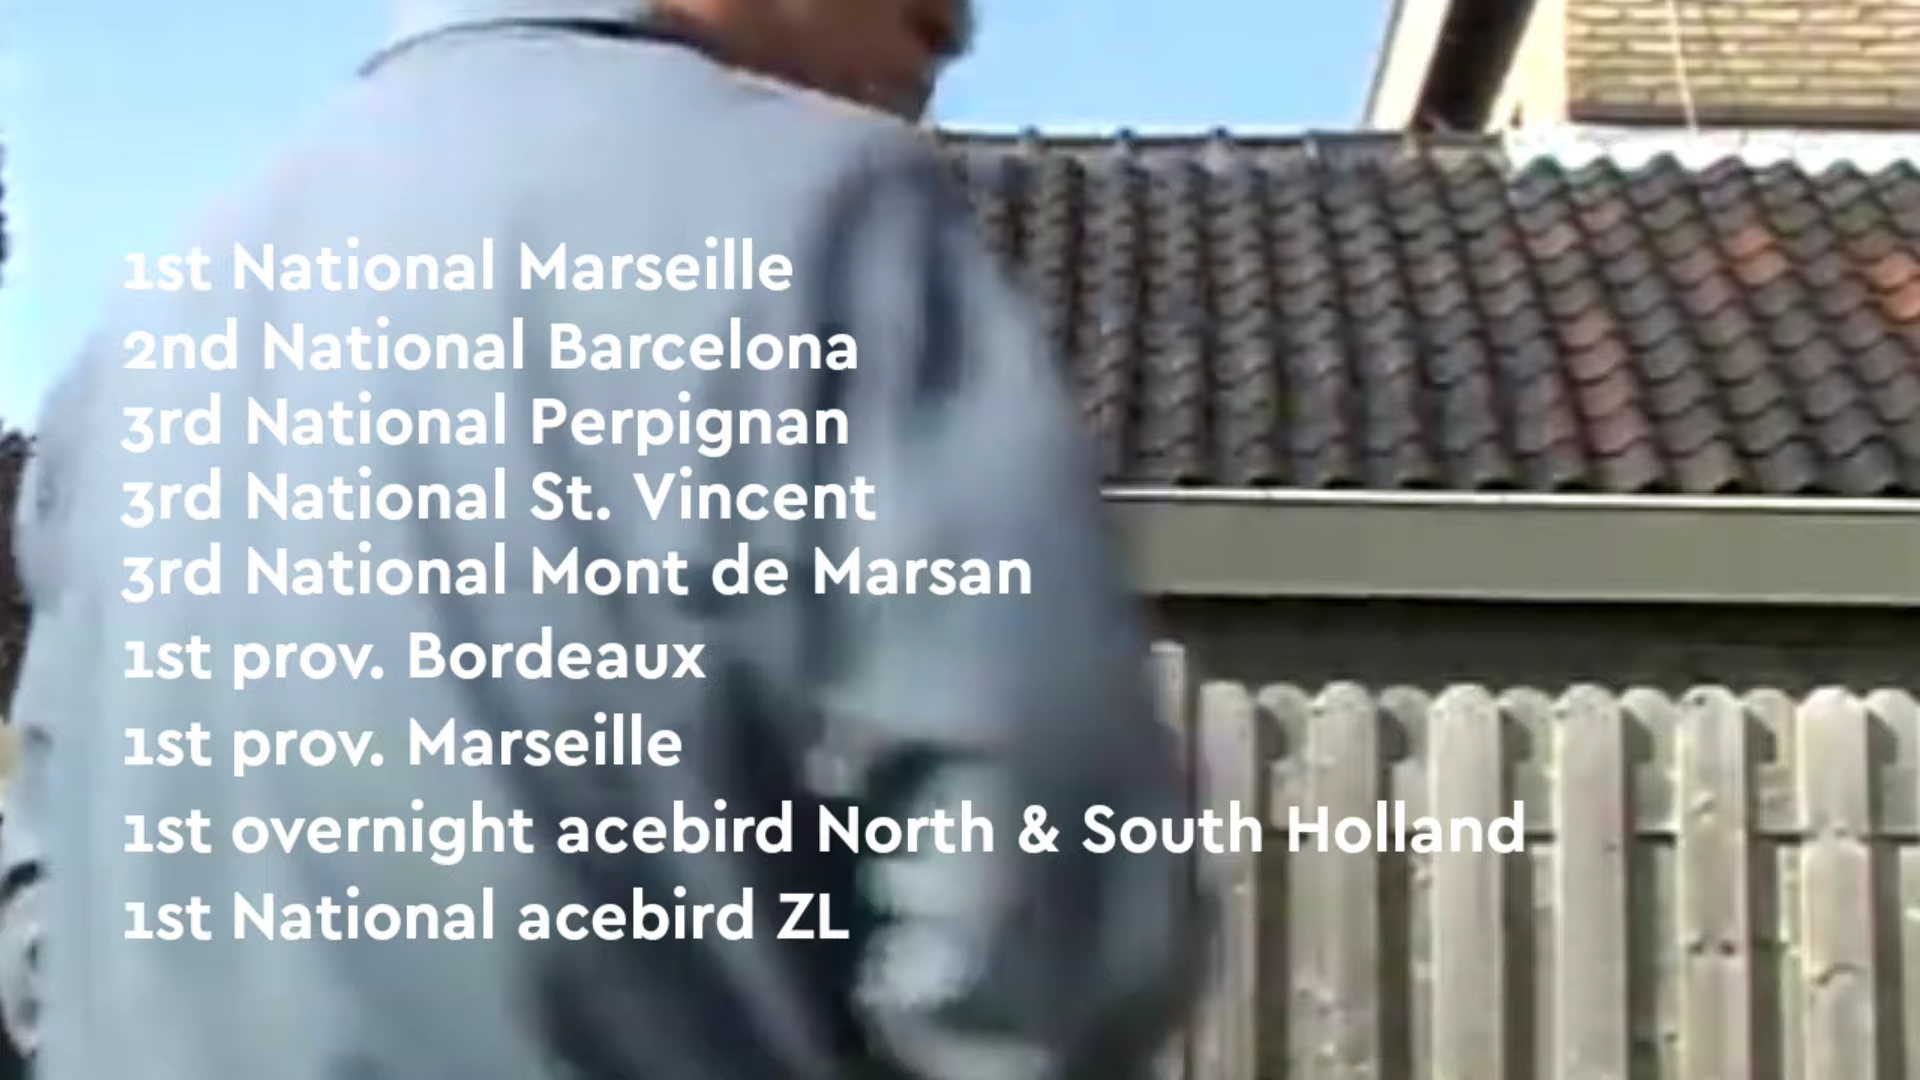 1st National Marseille
2nd National Barcelona
3rd National Perpignan
3rd National St. Vincent
3rd National Mont de Marsan
1st prov. Bordeaux
1st prov. Marseille
1st overnight acebird North & South Holland
1st National acebird ZL